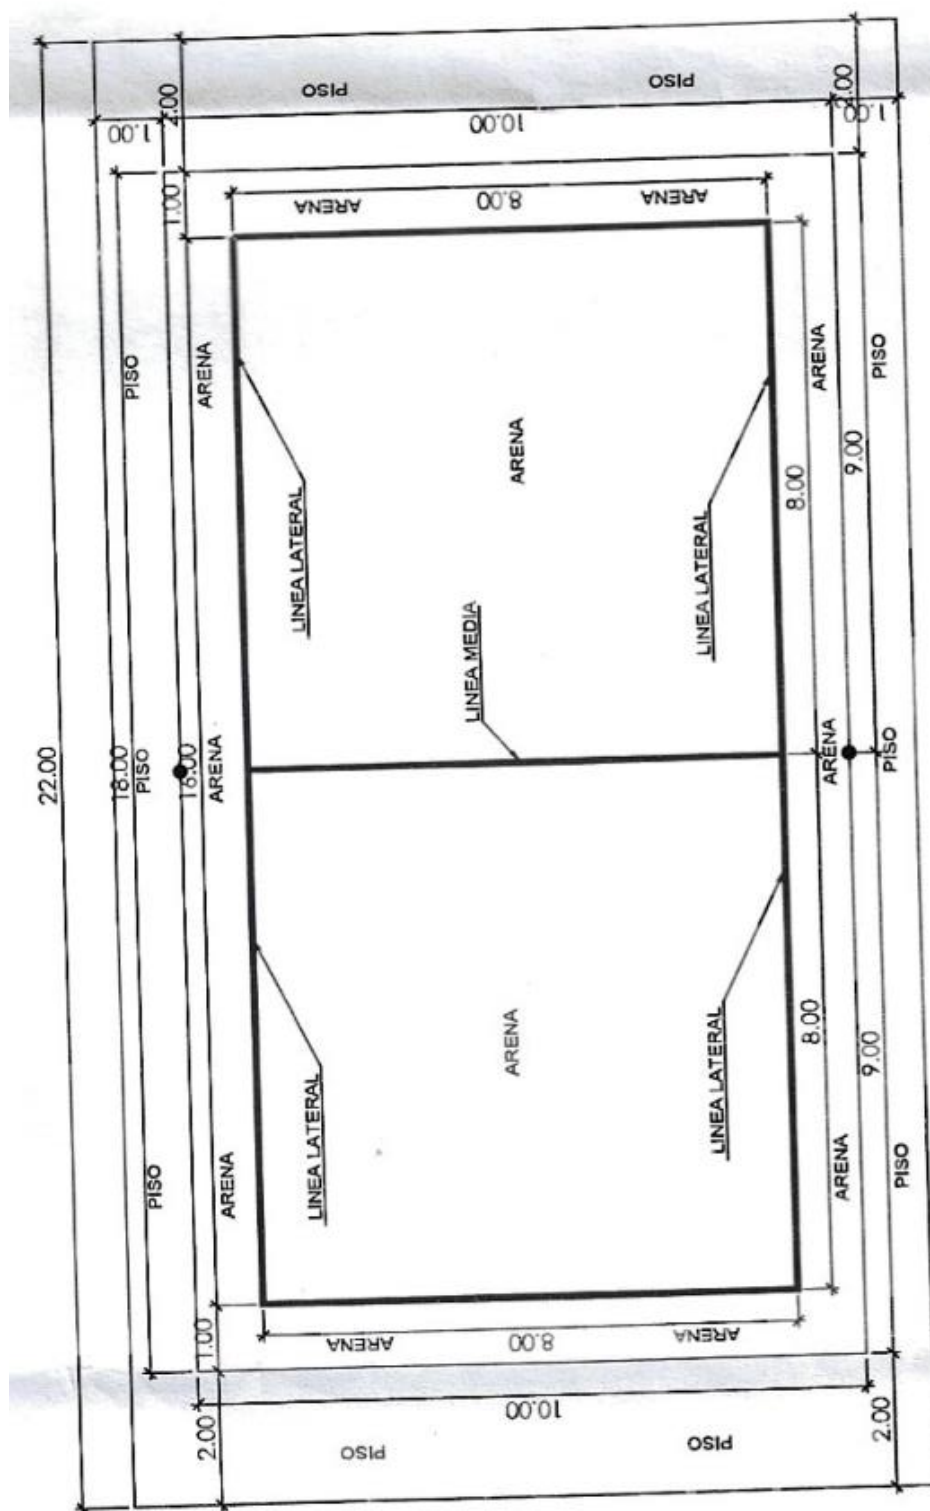 22.00
18.00
16.00
PISO
PISO
PISO
ARENA
ARENA
ARENA
1.00
2.00
1.00
1.00
2.00
PISO
PISO
10.00
ARENA
8.00
ARENA
LINEA LATERAL
LINEA LATERAL
ARENA
LINEA MEDIA
ARENA
LINEA LATERAL
LINEA LATERAL
8.00
8.00
ARENA
ARENA
ARENA
9.00
9.00
PISO
PISO
PISO
ARENA
8.00
ARENA
10.00
PISO
PISO
2.00
2.00
1.00